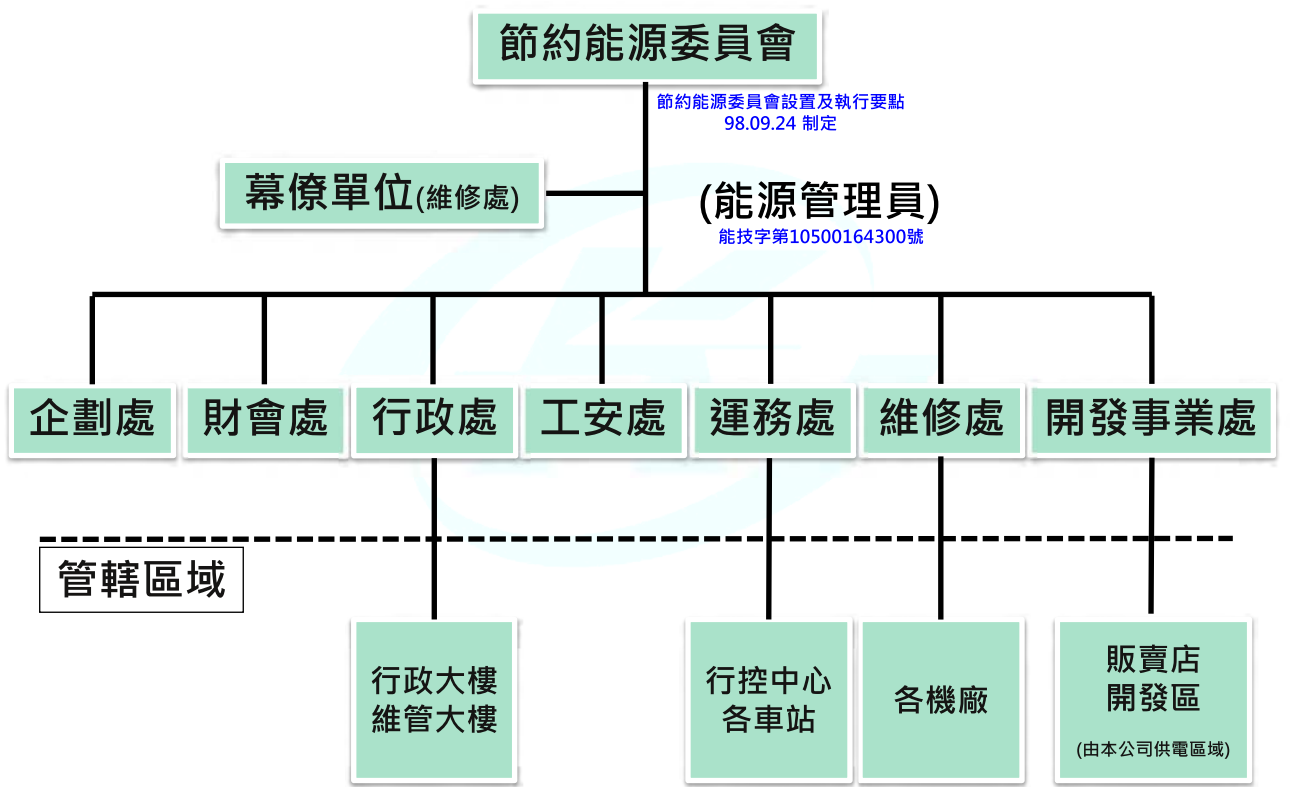 節約能源委員會
節約能源委員會設置及執行要點
98.09.24 制定
幕僚單位(維修處)
(能源管理員)
能技字第10500164300號
企劃處
財會處
行政處
工安處
運務處
維修處
開發事業處
管轄區域
行政大樓
維管大樓
行控中心
各車站
各機廠
販賣店
開發區
(由本公司供電區域)